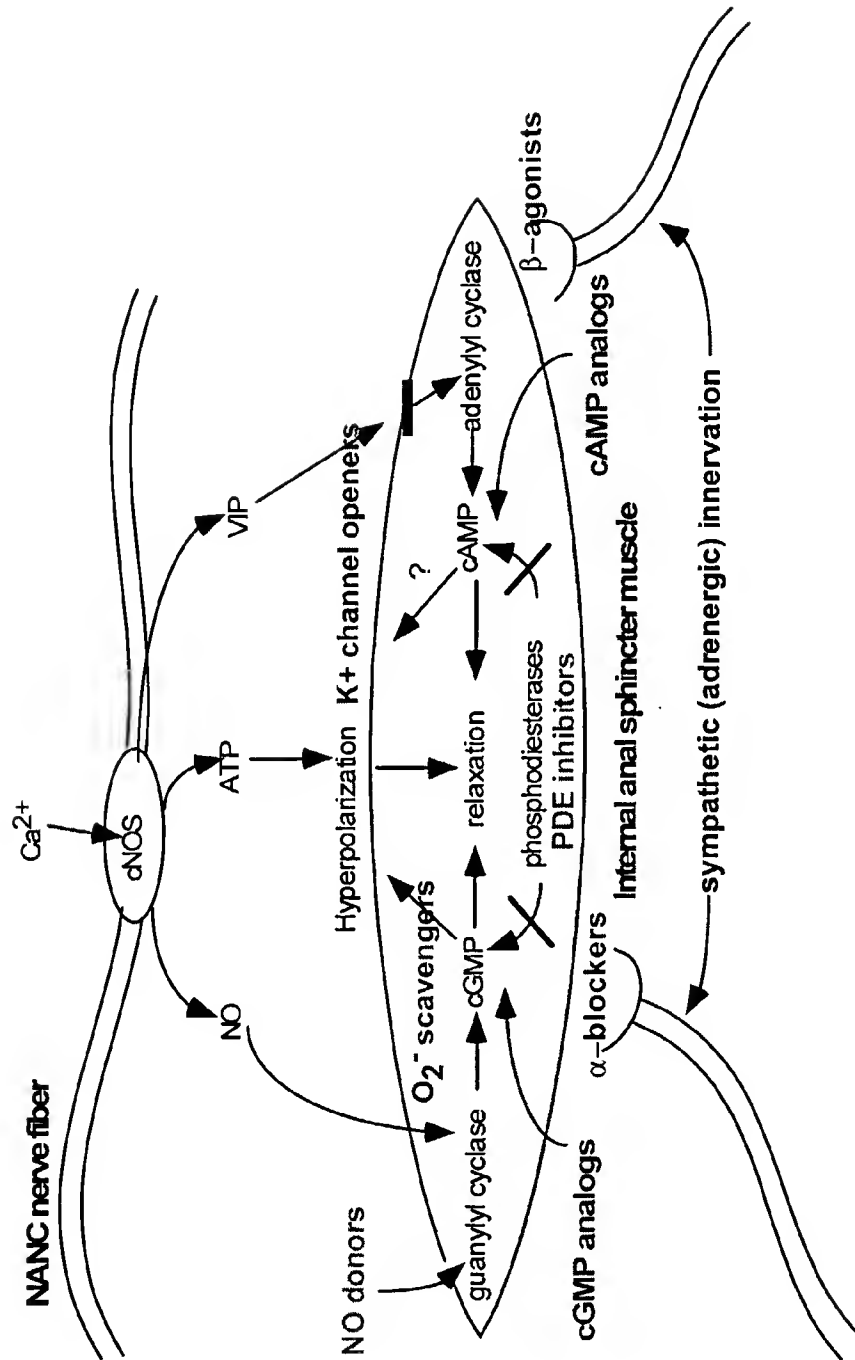 NANC nerve fiber
Ca2+
cNOS
NO
ATP
VIP
NO donors
Hyperpolarization K+ channel openers
O2- scavengers
?
guanylyl cyclase
cGMP
relaxation
cAMP
adenylyl cyclase
phosphodiesterases
PDE inhibitors
cGMP analogs
α-blockers
Internal anal sphincter muscle
cAMP analogs
β-agonists
sympathetic (adrenergic) innervation